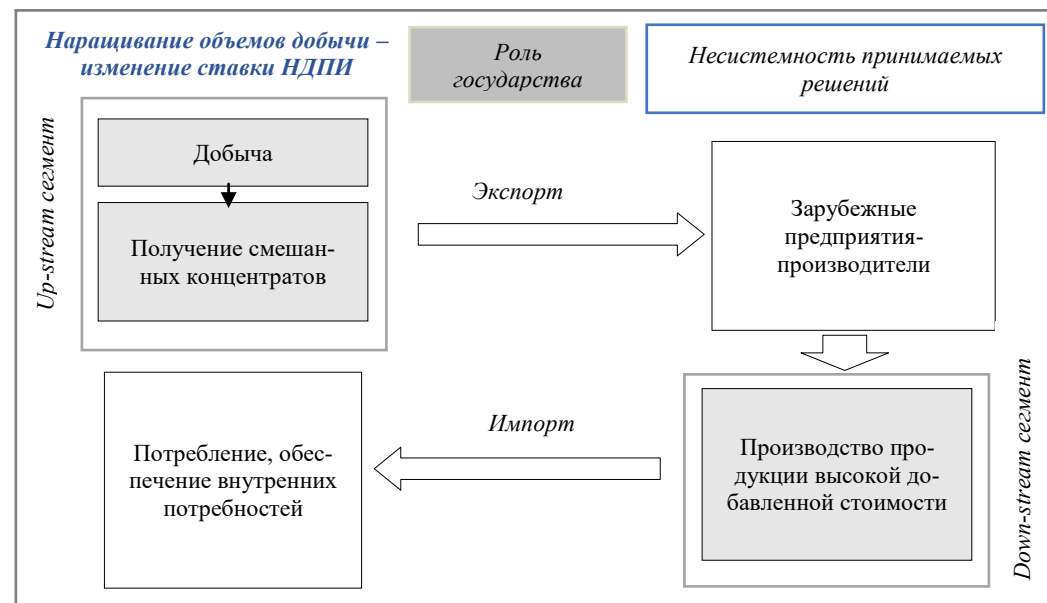 Наращивание объемов добычи –
изменение ставки НДПИ
Роль
государства
Несистемность принимаемых
решений
Up-stream сегмент
Добыча
Получение смешан-
ных концентратов
Экспорт
Зарубежные
предприятия-
производители
Потребление, обес-
печение внутренних
потребностей
Импорт
Производство про-
дукции высокой до-
бавленной стоимости
Down-stream сегмент